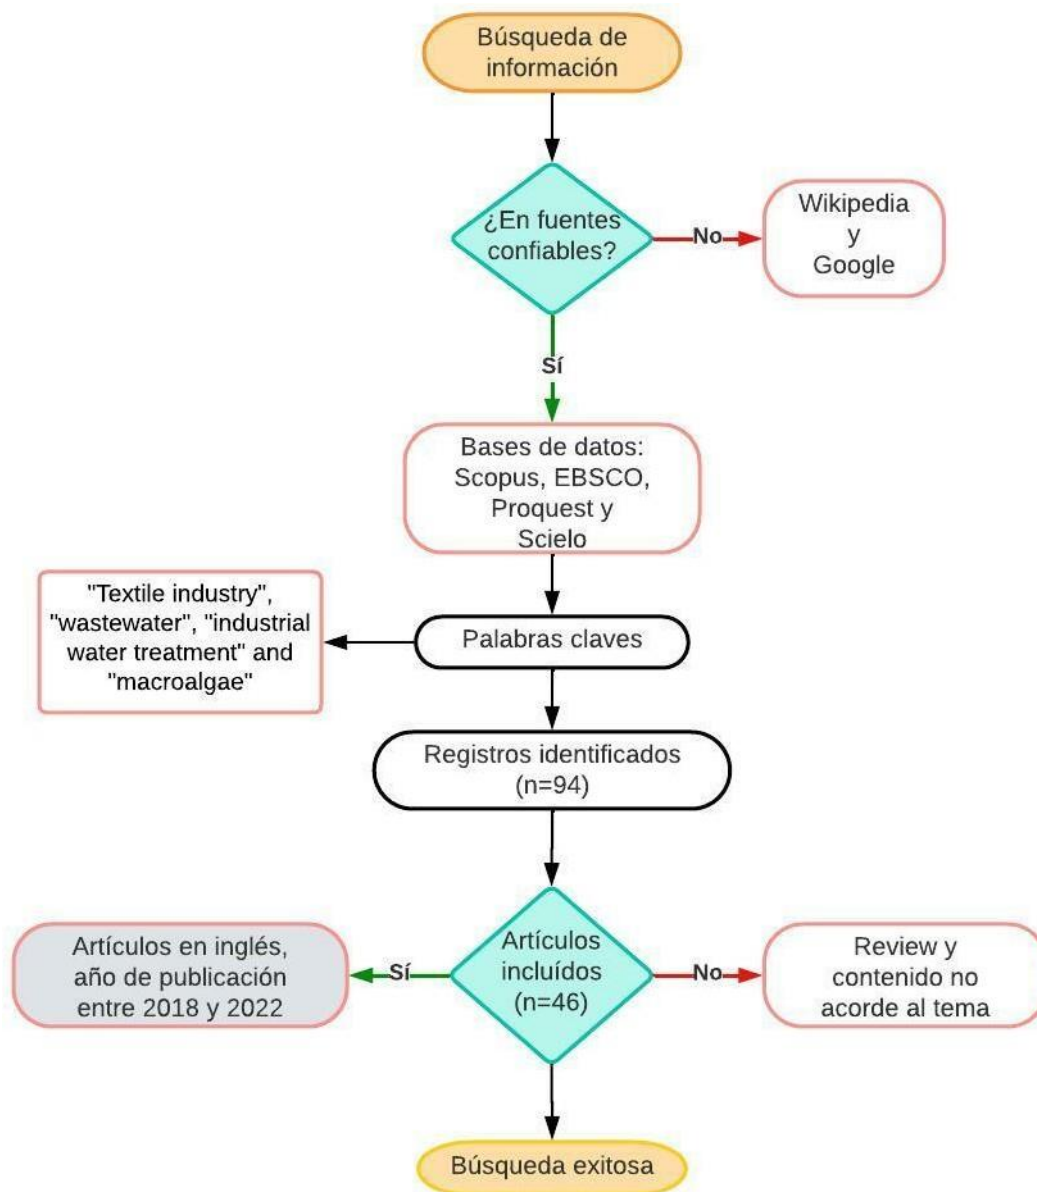 Búsqueda de
información
¿En fuentes
confiables?
No
Wikipedia
y
Google
Sí
Bases de datos:
Scopus, EBSCO,
Proquest y
Scielo
"Textile industry",
"wastewater", "industrial
water treatment" and
"macroalgae"
Palabras claves
Registros identificados
(n=94)
Artículos en inglés,
año de publicación
entre 2018 y 2022
Sí
Artículos
incluídos
(n=46)
No
Review y
contenido no
acorde al tema
Búsqueda exitosa